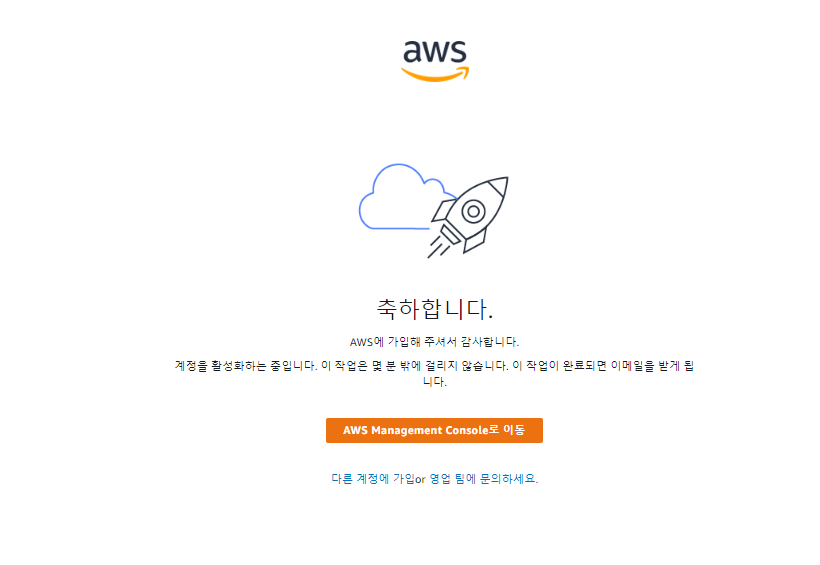 aws
축하합니다.
AWS에 가입해 주셔서 감사합니다.
계정을 활성화하는 중입니다. 이 작업은 몇 분 밖에 걸리지 않습니다. 이 작업이 완료되면 이메일을 받게 됩
니다.
AWS Management Console로 이동
다른 계정에 가입or 영업 팀에 문의하세요.